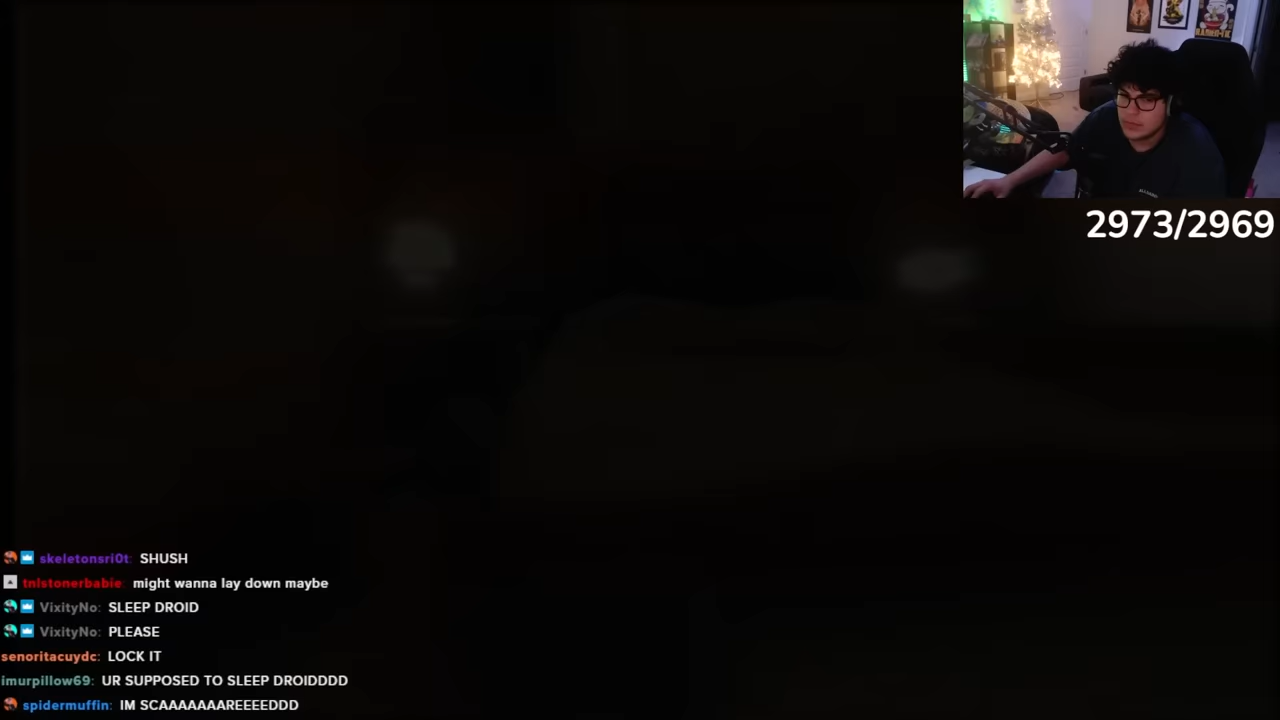 2973/2969
skeletonsri0t: SHUSH
tnlstonerbabie: might wanna lay down maybe
VixityNo: SLEEP DROID
VixityNo: PLEASE
senoritacuydc: LOCK IT
imurpillow69: UR SUPPOSED TO SLEEP DROIDDDD
spidermuffin: IM SCAAAAAAAREEEEDDD